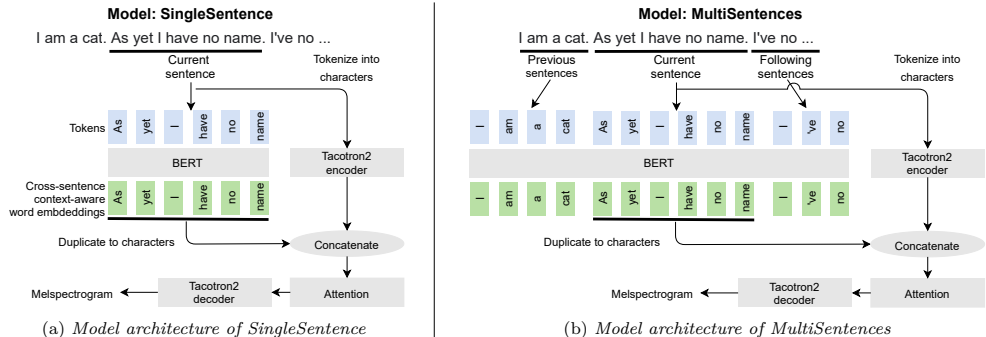 Model: SingleSentence
I am a cat. As yet I have no name. I've no ...
Current
sentence
Tokenize into
characters
Tokens
As
yet
I
have
no
name
BERT
Tacotron2
encoder
Cross-sentence
context-aware
word embeddings
As
yet
I
have
no
name
Duplicate to characters
Concatenate
Melspectrogram
Tacotron2
decoder
Attention
(a) Model architecture of SingleSentence
Model: MultiSentences
I am a cat. As yet I have no name. I've no ...
Previous
sentences
Current
sentence
Following
sentences
Tokenize into
characters
I
am
a
cat
As
yet
I
have
no
name
I
've
no
BERT
Tacotron2
encoder
I
am
a
cat
As
yet
I
have
no
name
I
've
no
Duplicate to characters
Concatenate
Melspectrogram
Tacotron2
decoder
Attention
(b) Model architecture of MultiSentences